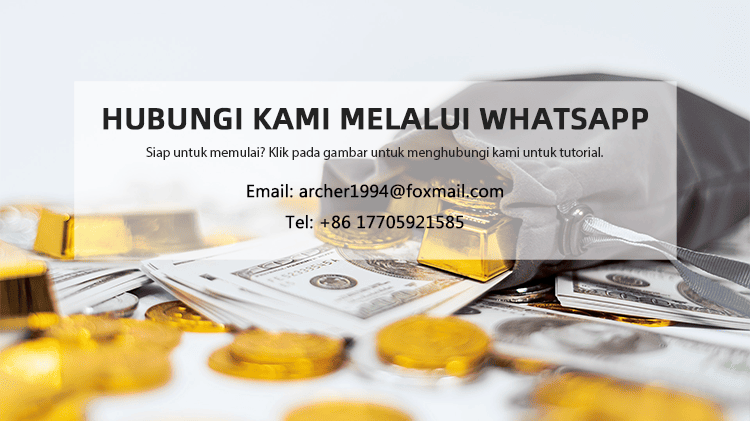 HUBUNGI KAMI MELALUI WHATSAPP
Siap untuk memulai? Klik pada gambar untuk menghubungi kami untuk tutorial.
Email: archer1994@foxmail.com
Tel: +86 17705921585